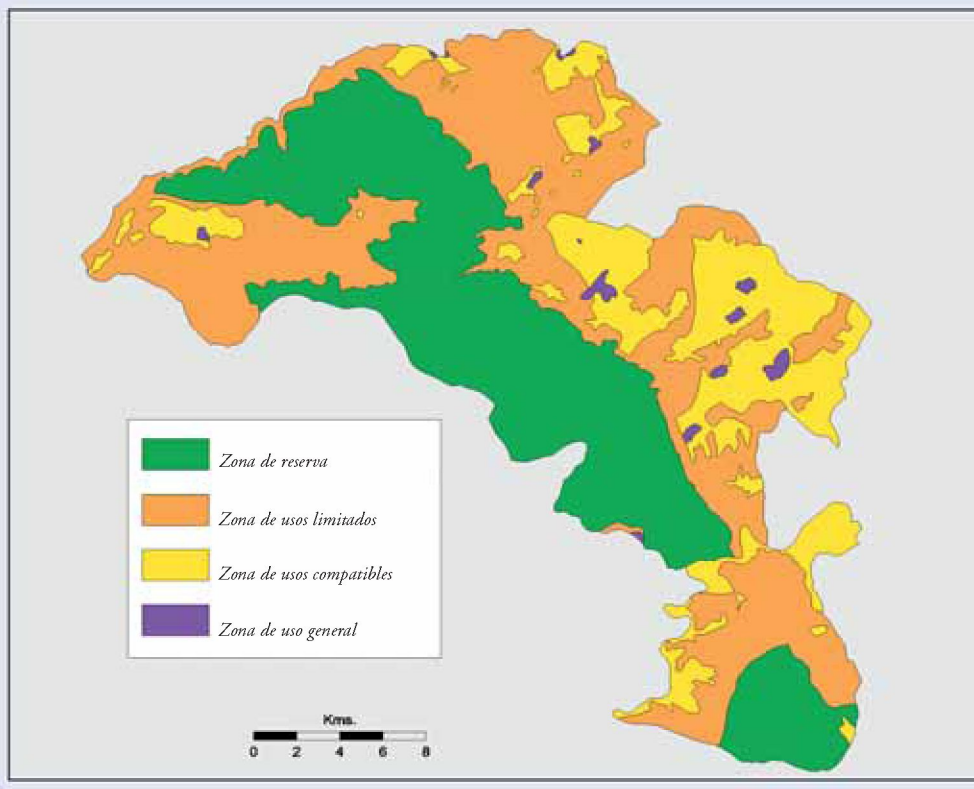 Zona de reserva
Zona de usos limitados
Zona de usos compatibles
Zona de uso general
Kms.
0 2 4 6 8